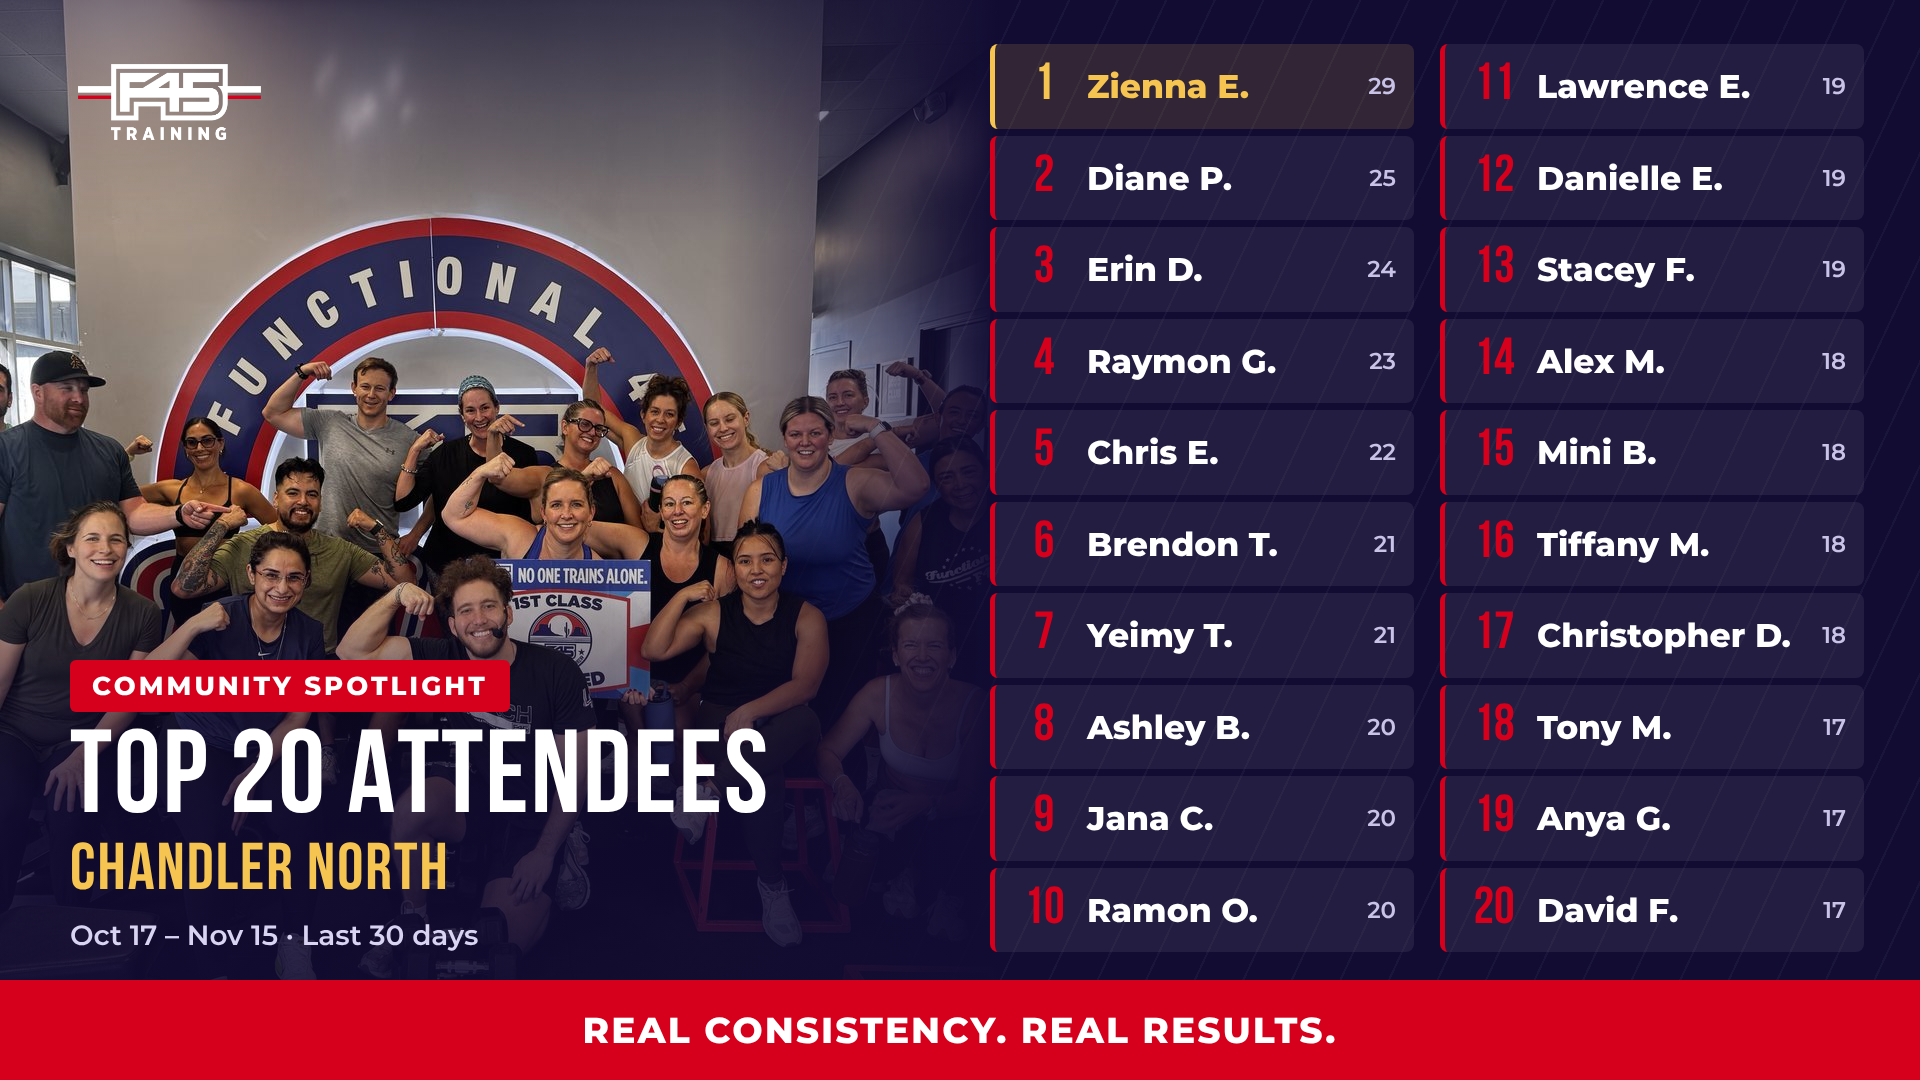 F45
TRAINING
FUNCTIONAL 4
NO ONE TRAINS ALONE.
1ST CLASS
F45
ED
COMMUNITY SPOTLIGHT
TOP 20 ATTENDEES
CHANDLER NORTH
Oct 17 – Nov 15 · Last 30 days
1 Zienna E. 29
2 Diane P. 25
3 Erin D. 24
4 Raymon G. 23
5 Chris E. 22
6 Brendon T. 21
7 Yeimy T. 21
8 Ashley B. 20
9 Jana C. 20
10 Ramon O. 20
11 Lawrence E. 19
12 Danielle E. 19
13 Stacey F. 19
14 Alex M. 18
15 Mini B. 18
16 Tiffany M. 18
17 Christopher D. 18
18 Tony M. 17
19 Anya G. 17
20 David F. 17
REAL CONSISTENCY. REAL RESULTS.